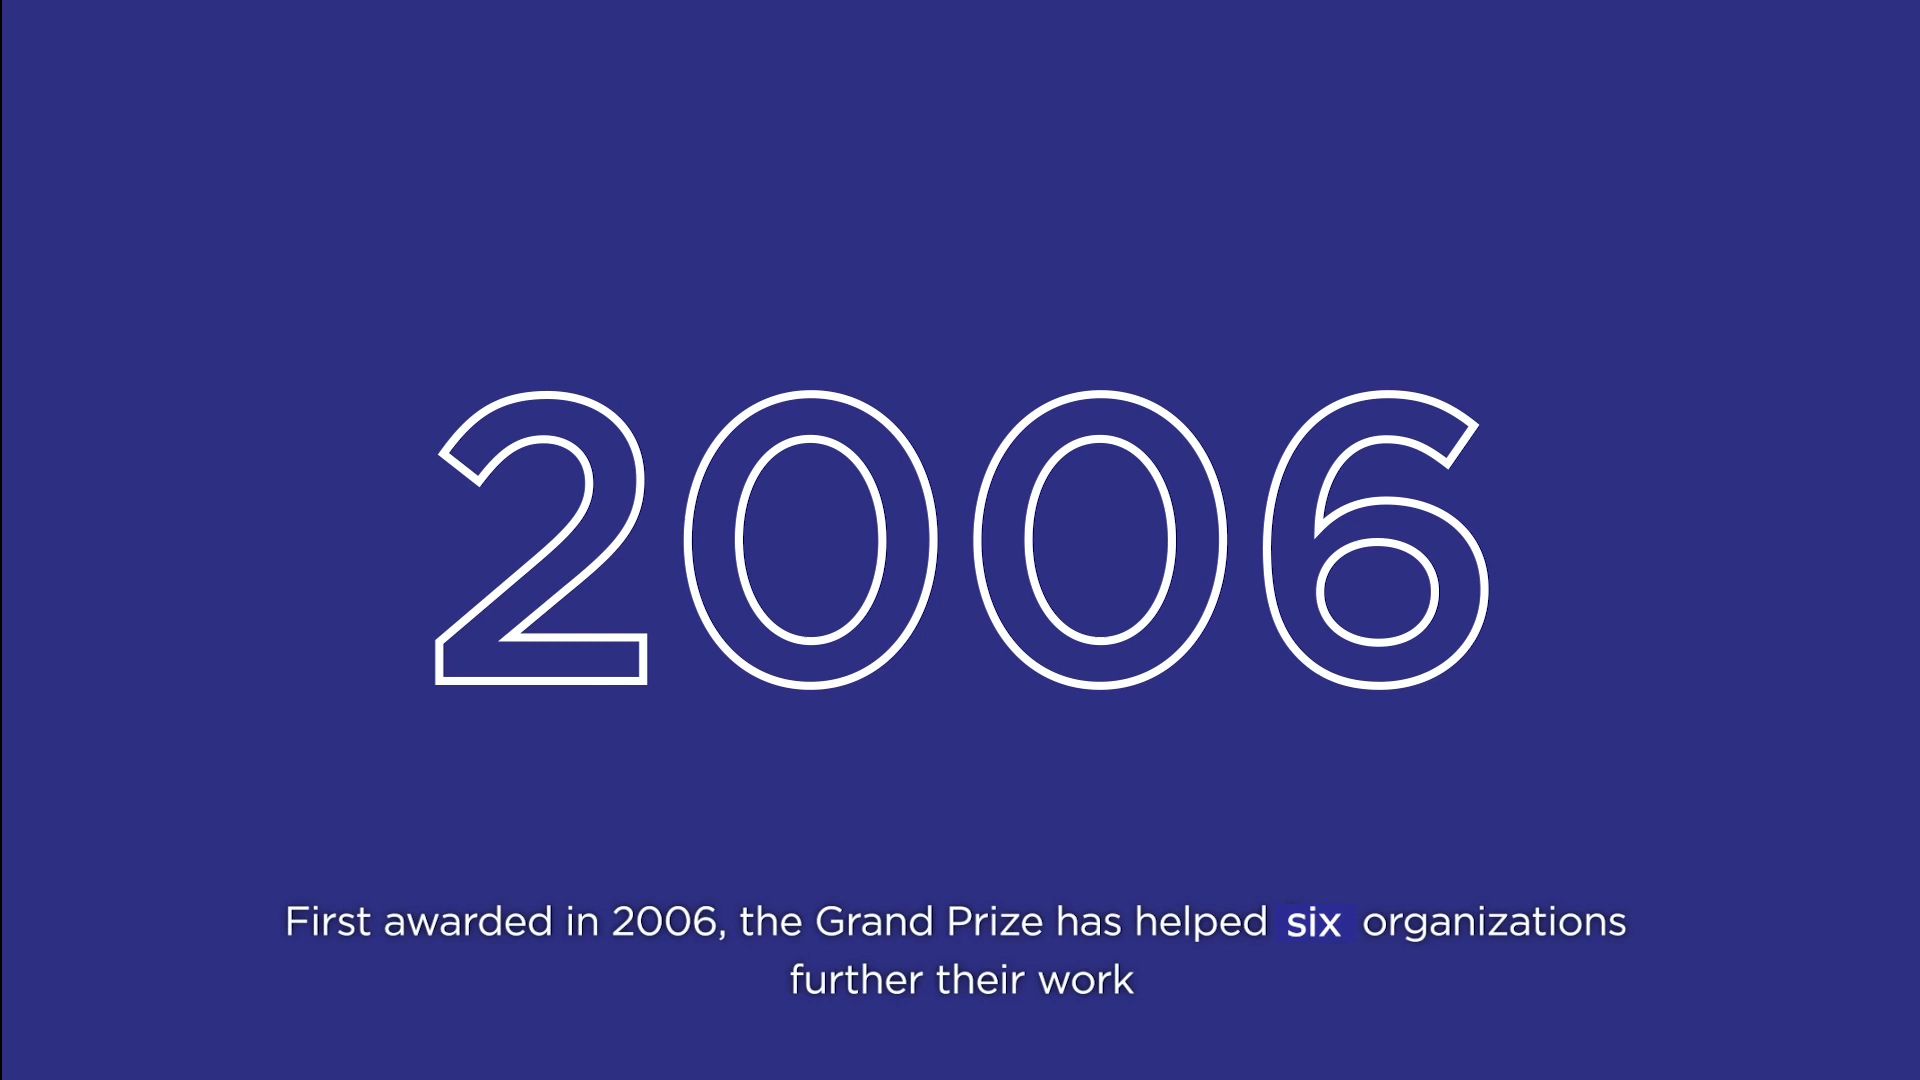 2006
First awarded in 2006, the Grand Prize has helped six organizations
further their work